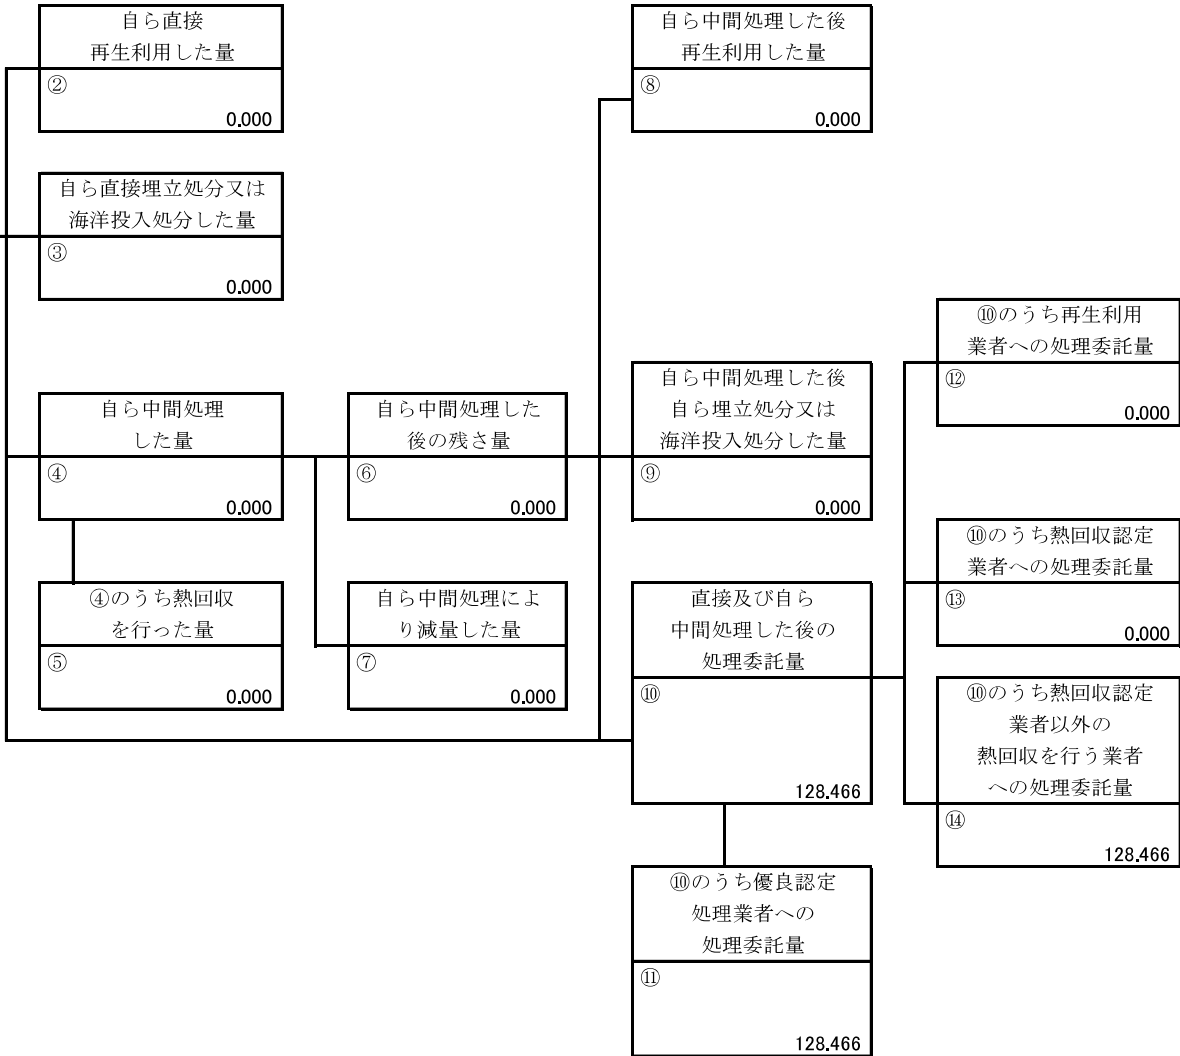 自ら直接
再生利用した量
②
0.000
自ら中間処理した後
再生利用した量
⑧
0.000
自ら直接埋立処分又は
海洋投入処分した量
③
0.000
⑩のうち再生利用
業者への処理委託量
⑫
0.000
自ら中間処理
した量
④
0.000
自ら中間処理した
後の残さ量
⑥
0.000
自ら中間処理した後
自ら埋立処分又は
海洋投入処分した量
⑨
0.000
⑩のうち熱回収認定
業者への処理委託量
⑬
0.000
④のうち熱回収
を行った量
⑤
0.000
自ら中間処理によ
り減量した量
⑦
0.000
直接及び自ら
中間処理した後の
処理委託量
⑩
128.466
⑩のうち熱回収認定
業者以外の
熱回収を行う業者
への処理委託量
⑭
128.466
⑩のうち優良認定
処理業者への
処理委託量
⑪
128.466